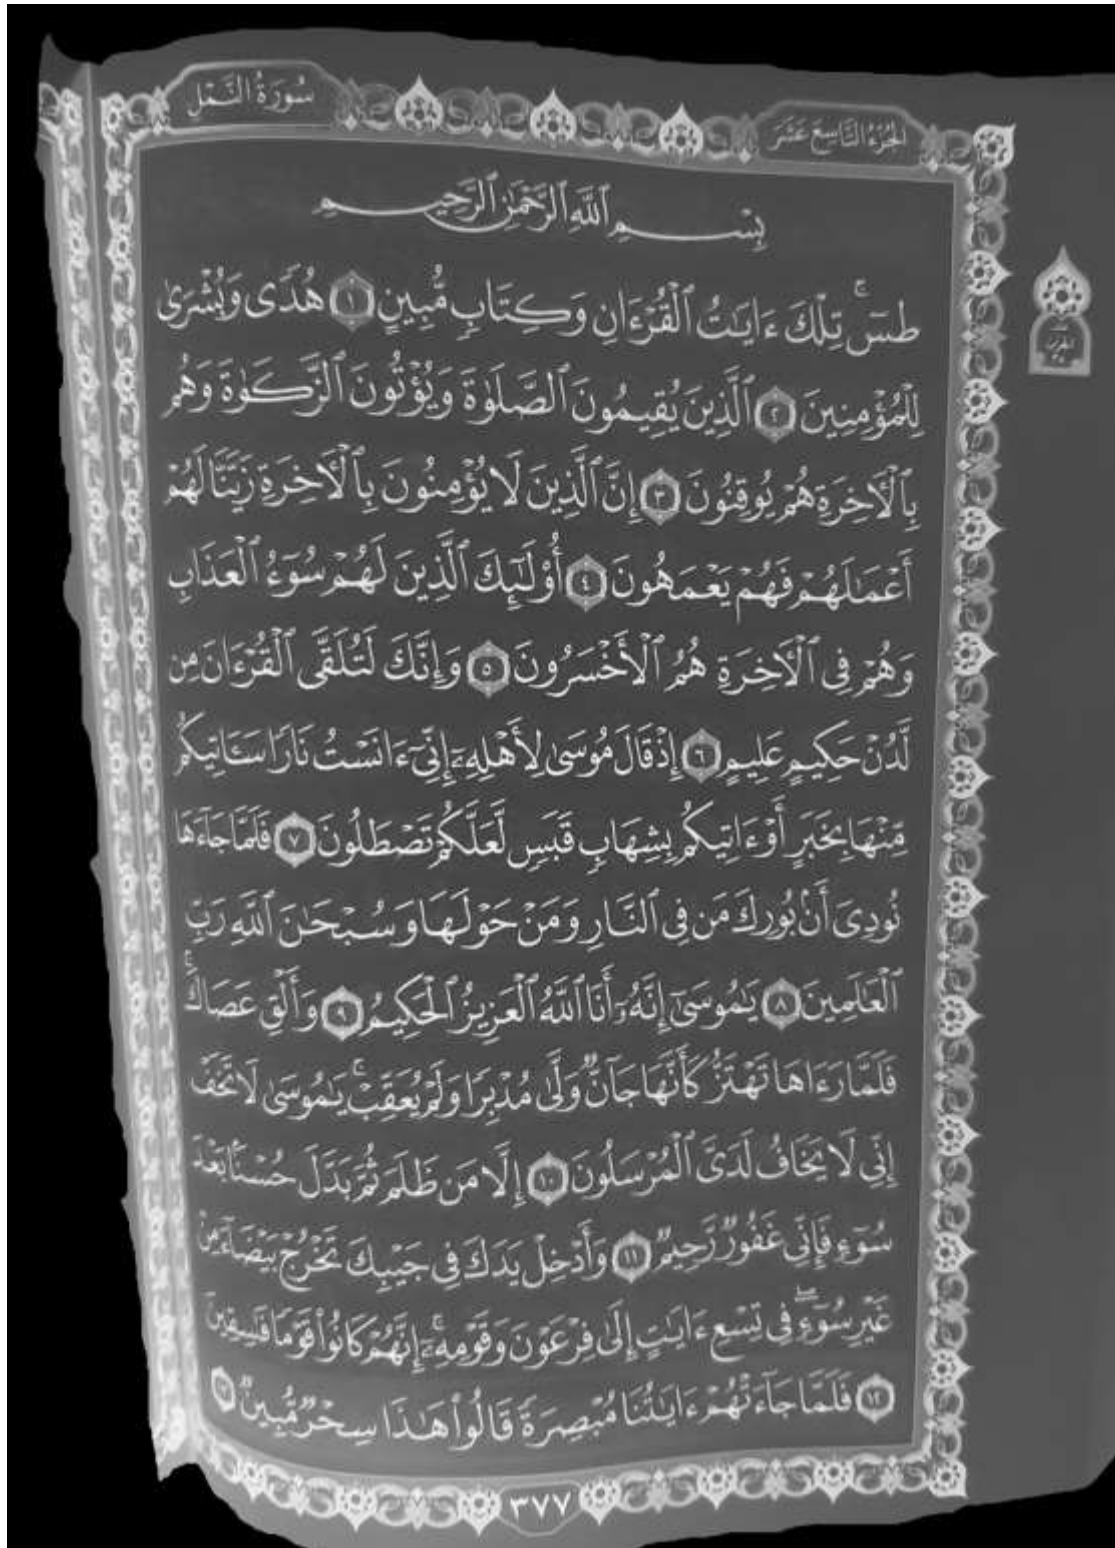 سُورَةُ النَّمْلِ
الجُزْءُ التَّاسِعَ عَشَرَ
بِسْمِ ٱللَّهِ ٱلرَّحْمَٰنِ ٱلرَّحِيمِ
طسٓۚ تِلْكَ ءَايَٰتُ ٱلْقُرْءَانِ وَكِتَابٍ مُّبِينٍ ١ هُدًى وَبُشْرَىٰ
لِلْمُؤْمِنِينَ ٢ ٱلَّذِينَ يُقِيمُونَ ٱلصَّلَوٰةَ وَيُؤْتُونَ ٱلزَّكَوٰةَ وَهُم
بِٱلْأَخِرَةِ هُمْ يُوقِنُونَ ٣ إِنَّ ٱلَّذِينَ لَا يُؤْمِنُونَ بِٱلْأَخِرَةِ زَيَّنَّا لَهُمْ
أَعْمَٰلَهُمْ فَهُمْ يَعْمَهُونَ ٤ أُوْلَٰٓئِكَ ٱلَّذِينَ لَهُمْ سُوٓءُ ٱلْعَذَابِ
وَهُمْ فِى ٱلْأَخِرَةِ هُمُ ٱلْأَخْسَرُونَ ٥ وَإِنَّكَ لَتُلَقَّى ٱلْقُرْءَانَ مِن
لَّدُنْ حَكِيمٍ عَلِيمٍ ٦ إِذْ قَالَ مُوسَىٰ لِأَهْلِهِۦٓ إِنِّىٓ ءَانَسْتُ نَارًا سَـَٔاتِيكُم
مِّنْهَا بِخَبَرٍ أَوْ ءَاتِيكُم بِشِهَابٍ قَبَسٍ لَّعَلَّكُمْ تَصْطَلُونَ ٧ فَلَمَّا جَآءَهَا
نُودِىَ أَنۢ بُورِكَ مَن فِى ٱلنَّارِ وَمَنْ حَوْلَهَا وَسُبْحَٰنَ ٱللَّهِ رَبِّ
ٱلْعَٰلَمِينَ ٨ يَٰمُوسَىٰٓ إِنَّهُۥٓ أَنَا ٱللَّهُ ٱلْعَزِيزُ ٱلْحَكِيمُ ٩ وَأَلْقِ عَصَاكَۚ
فَلَمَّا رَءَاهَا تَهْتَزُّ كَأَنَّهَا جَآنٌّ وَلَّىٰ مُدْبِرًا وَلَمْ يُعَقِّبْۚ يَٰمُوسَىٰ لَا تَخَفْ
إِنِّى لَا يَخَافُ لَدَىَّ ٱلْمُرْسَلُونَ ١٠ إِلَّا مَن ظَلَمَ ثُمَّ بَدَّلَ حُسْنًۢا بَعْدَ
سُوٓءٍ فَإِنِّى غَفُورٌ رَّحِيمٌ ١١ وَأَدْخِلْ يَدَكَ فِى جَيْبِكَ تَخْرُجْ بَيْضَآءَ مِنْ
غَيْرِ سُوٓءٍۖ فِى تِسْعِ ءَايَٰتٍ إِلَىٰ فِرْعَوْنَ وَقَوْمِهِۦٓۚ إِنَّهُمْ كَانُوا۟ قَوْمًا فَٰسِقِينَ
١٢ فَلَمَّا جَآءَتْهُمْ ءَايَٰتُنَا مُبْصِرَةً قَالُوا۟ هَٰذَا سِحْرٌ مُّبِينٌ
٣٧٧